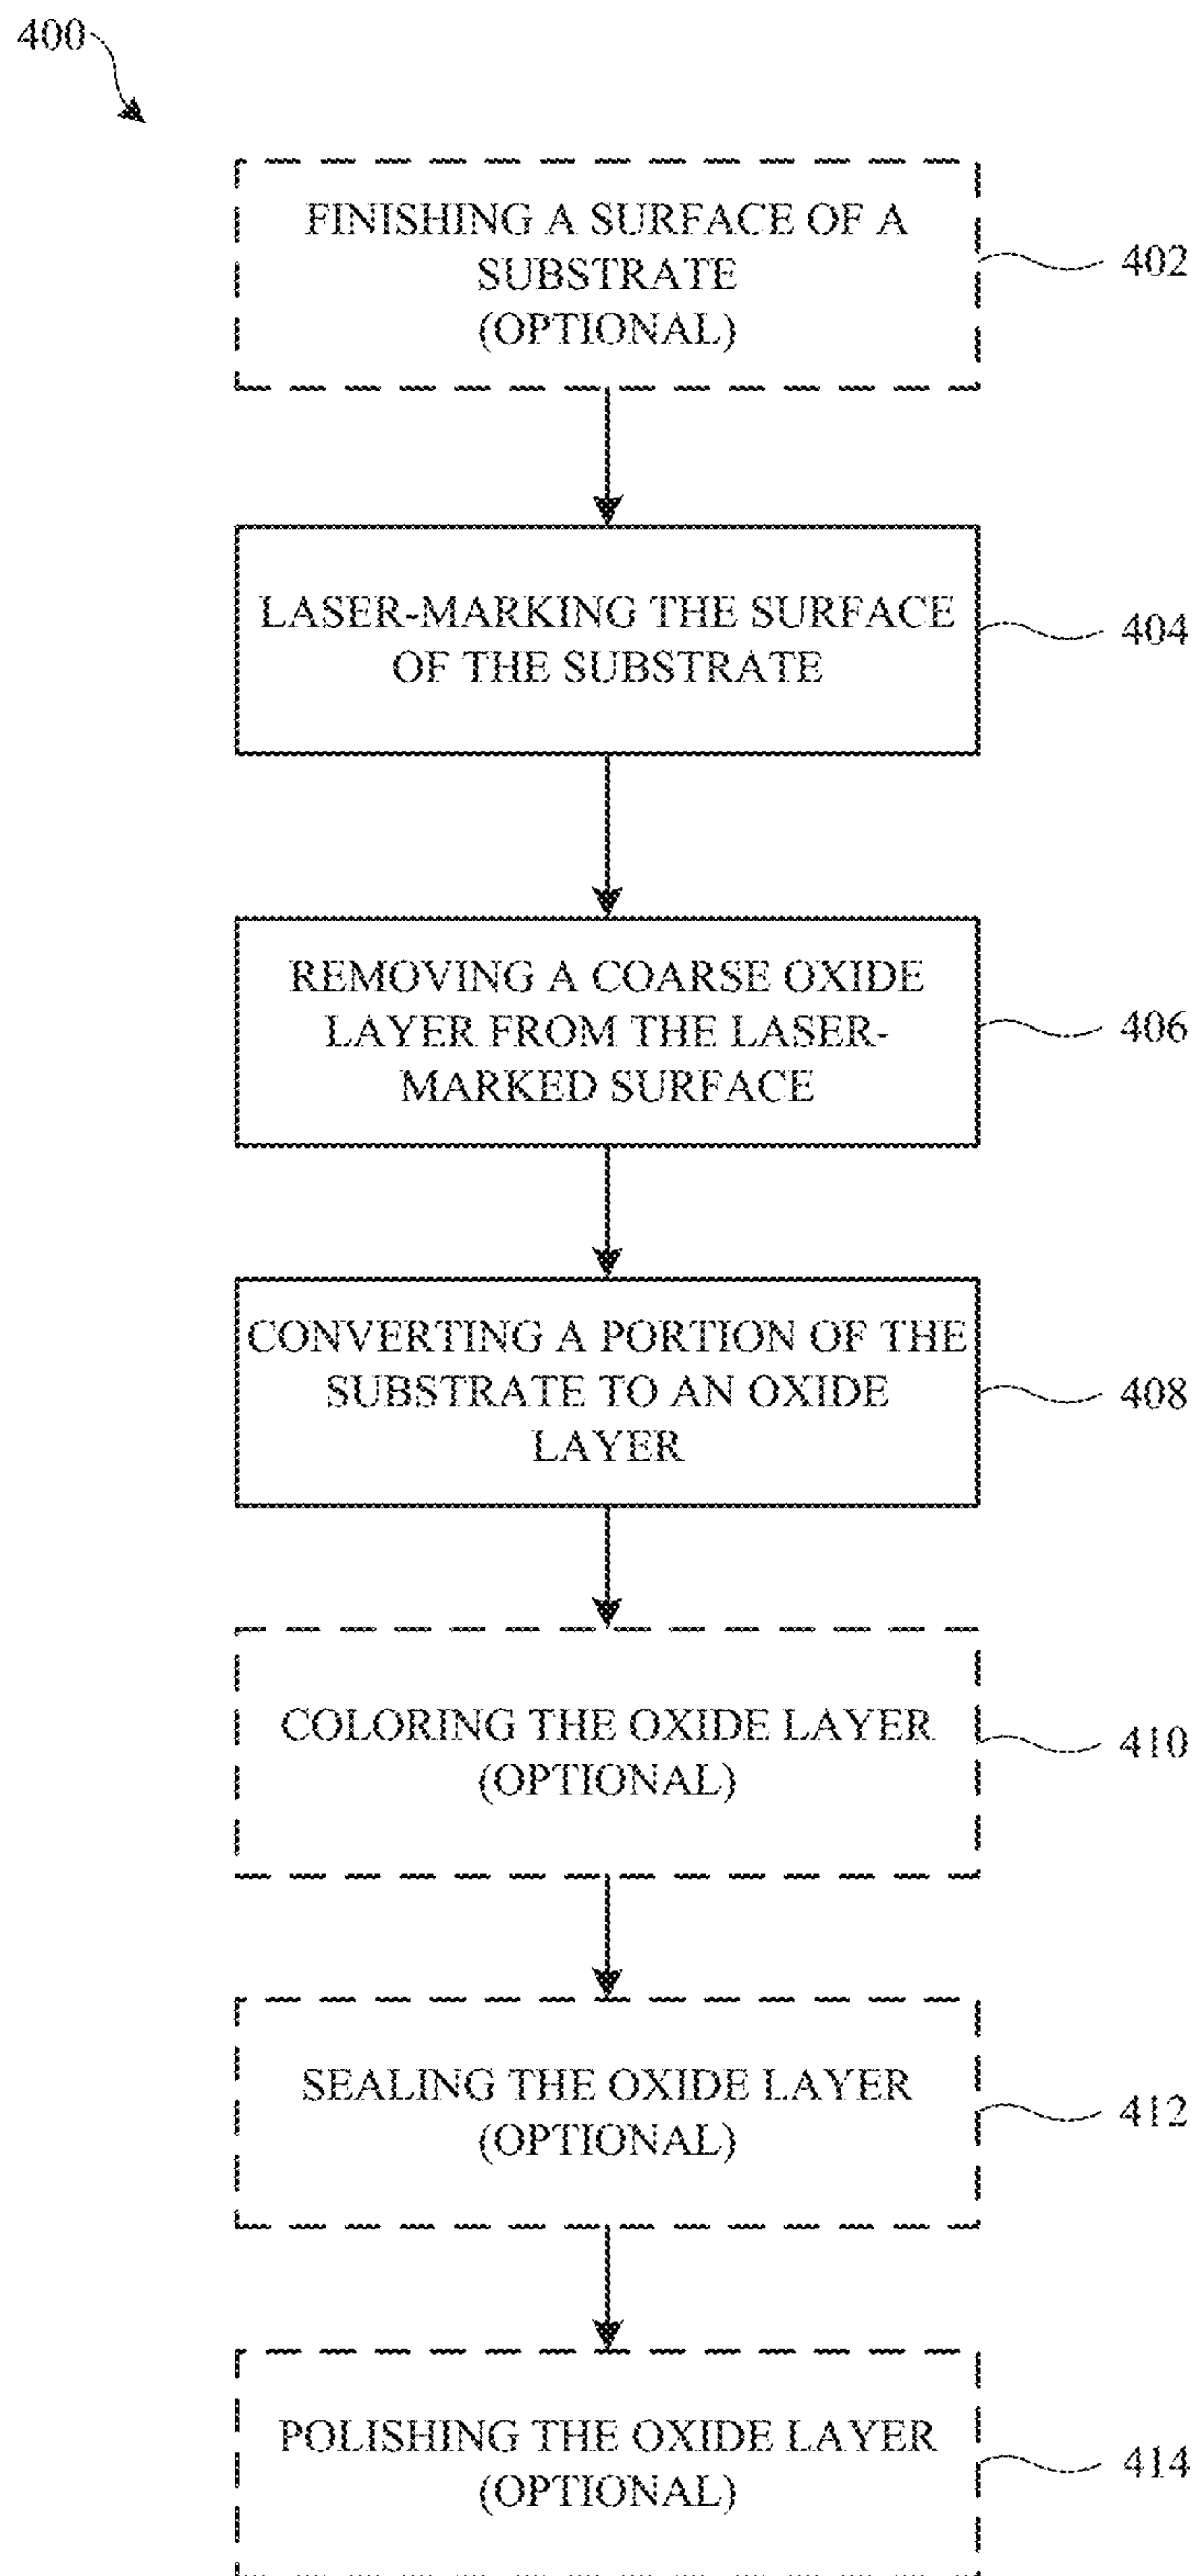 400
FINISHING A SURFACE OF A
SUBSTRATE
(OPTIONAL)
402
LASER-MARKING THE SURFACE
OF THE SUBSTRATE
404
REMOVING A COARSE OXIDE
LAYER FROM THE LASER-
MARKED SURFACE
406
CONVERTING A PORTION OF THE
SUBSTRATE TO AN OXIDE
LAYER
408
COLORING THE OXIDE LAYER
(OPTIONAL)
410
SEALING THE OXIDE LAYER
(OPTIONAL)
412
POLISHING THE OXIDE LAYER
(OPTIONAL)
414